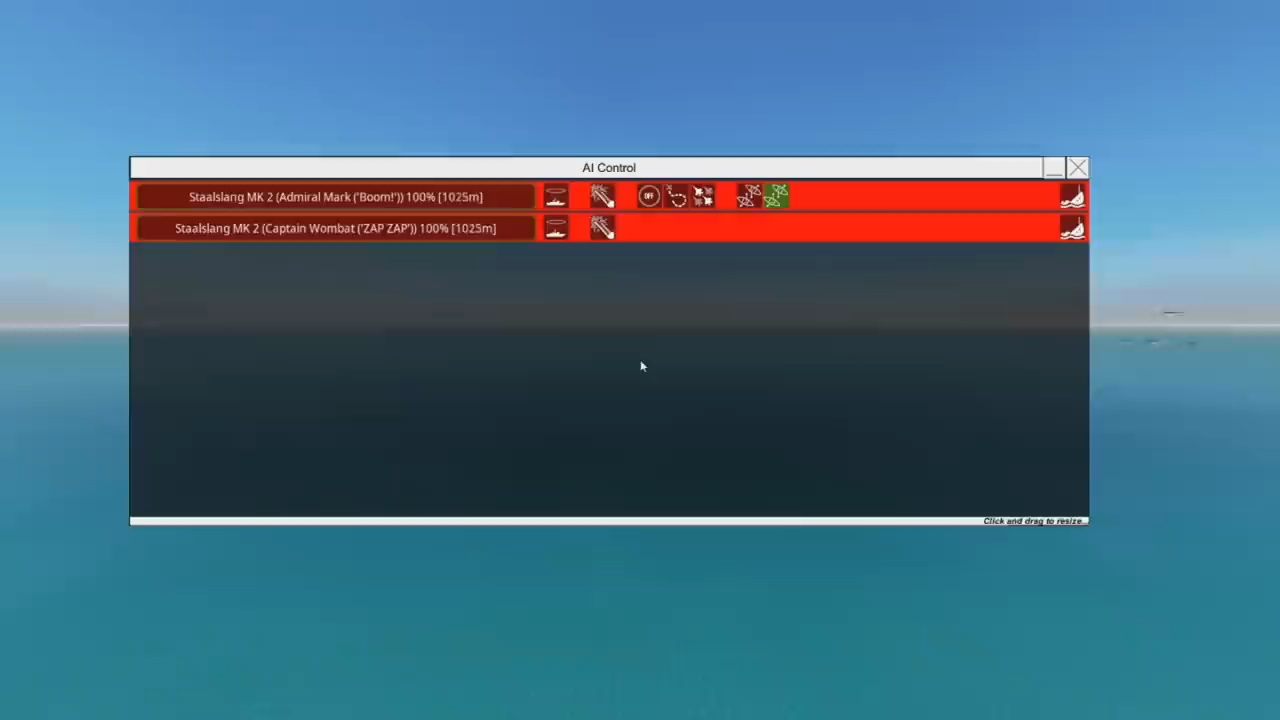 AI Control
Staalslang MK 2 (Admiral Mark ('Boom!')) 100% [1025m]
OFF
Staalslang MK 2 (Captain Wombat ('ZAP ZAP')) 100% [1025m]
Click and drag to resize...